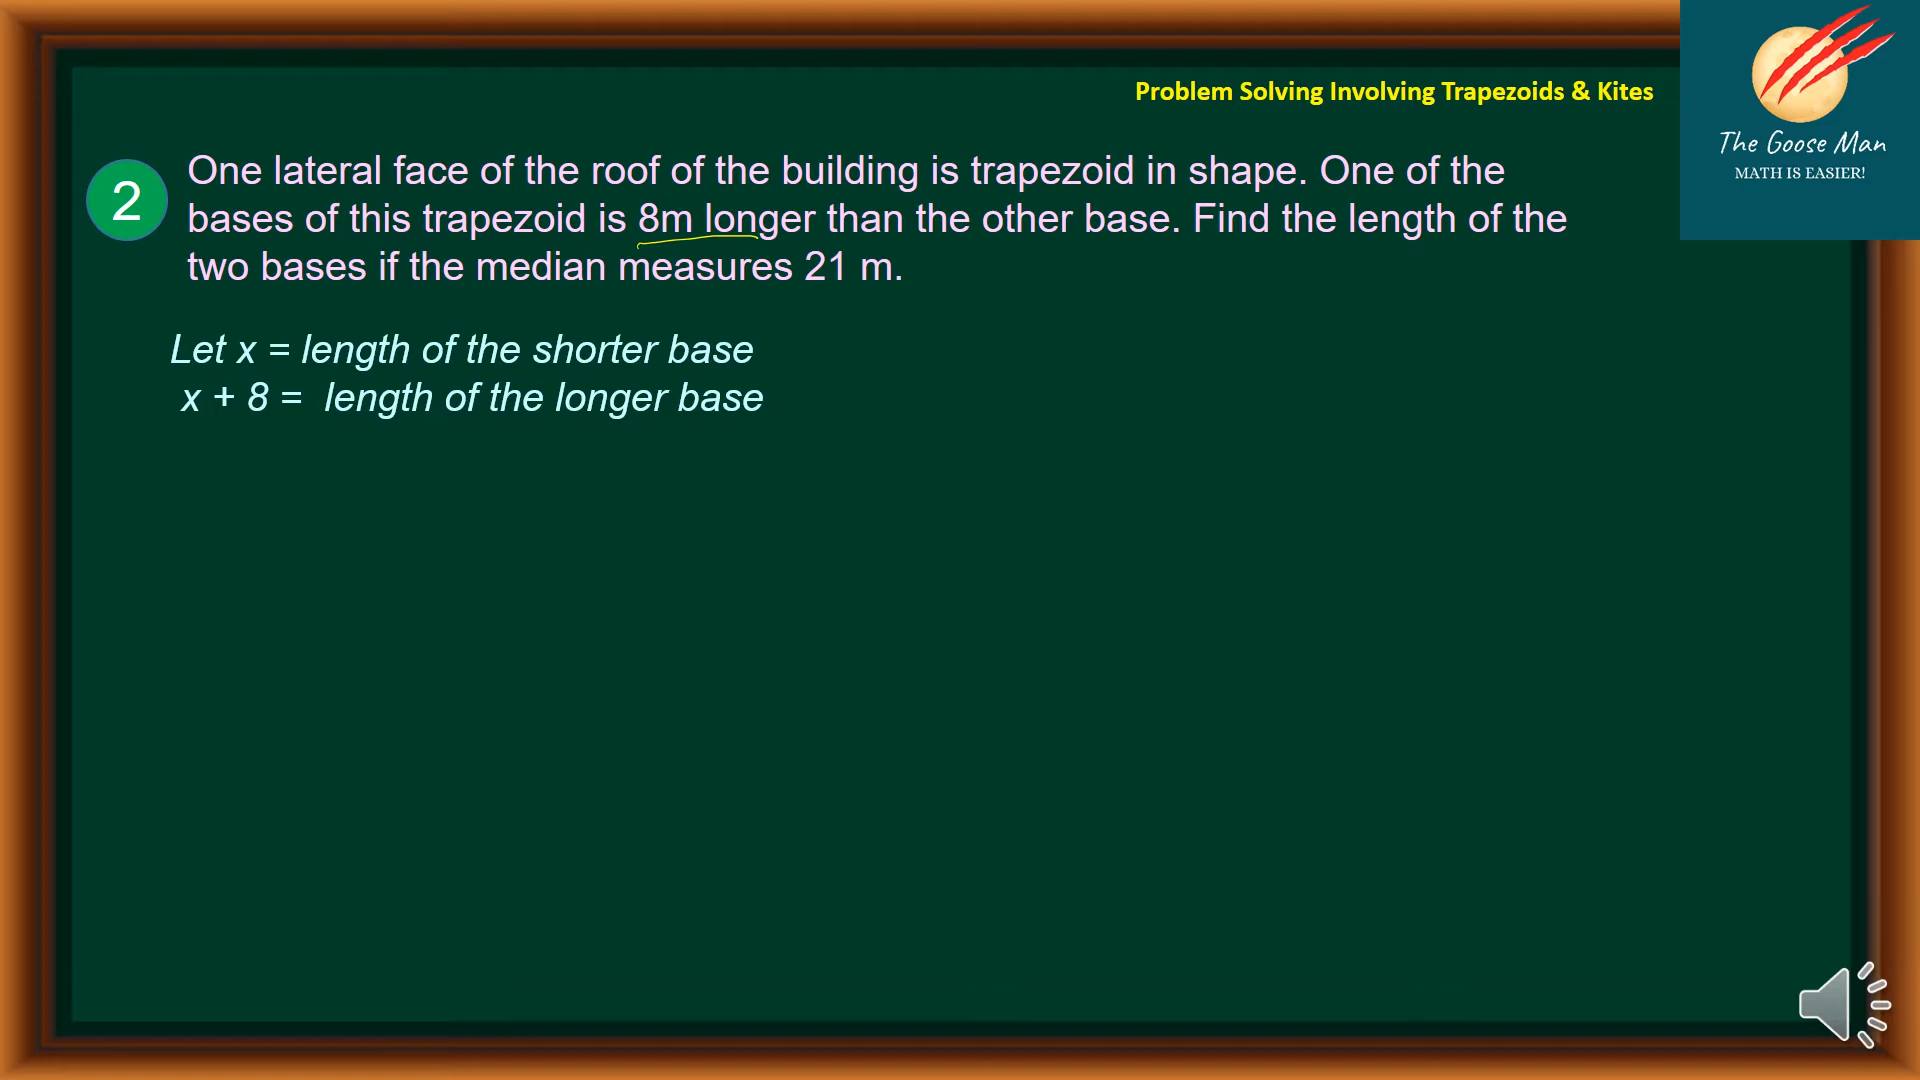 Problem Solving Involving Trapezoids & Kites
The Goose Man
MATH IS EASIER!
2
One lateral face of the roof of the building is trapezoid in shape. One of the
bases of this trapezoid is 8m longer than the other base. Find the length of the
two bases if the median measures 21 m.
Let x = length of the shorter base
x + 8 = length of the longer base